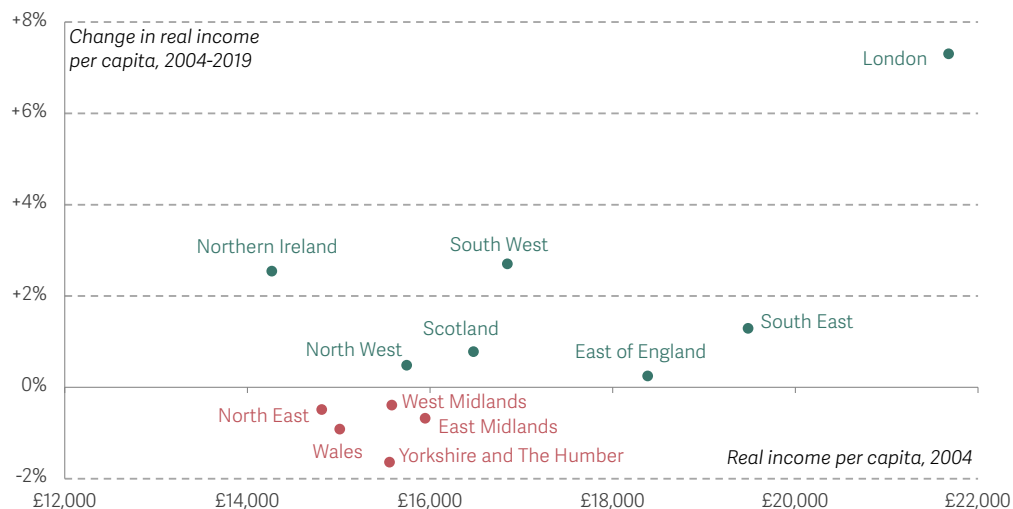 +8%
Change in real income
per capita, 2004-2019
London
+6%
+4%
Northern Ireland
South West
+2%
South East
Scotland
North West
East of England
0%
West Midlands
North East
East Midlands
Wales
Yorkshire and The Humber
Real income per capita, 2004
-2%
£12,000
£14,000
£16,000
£18,000
£20,000
£22,000